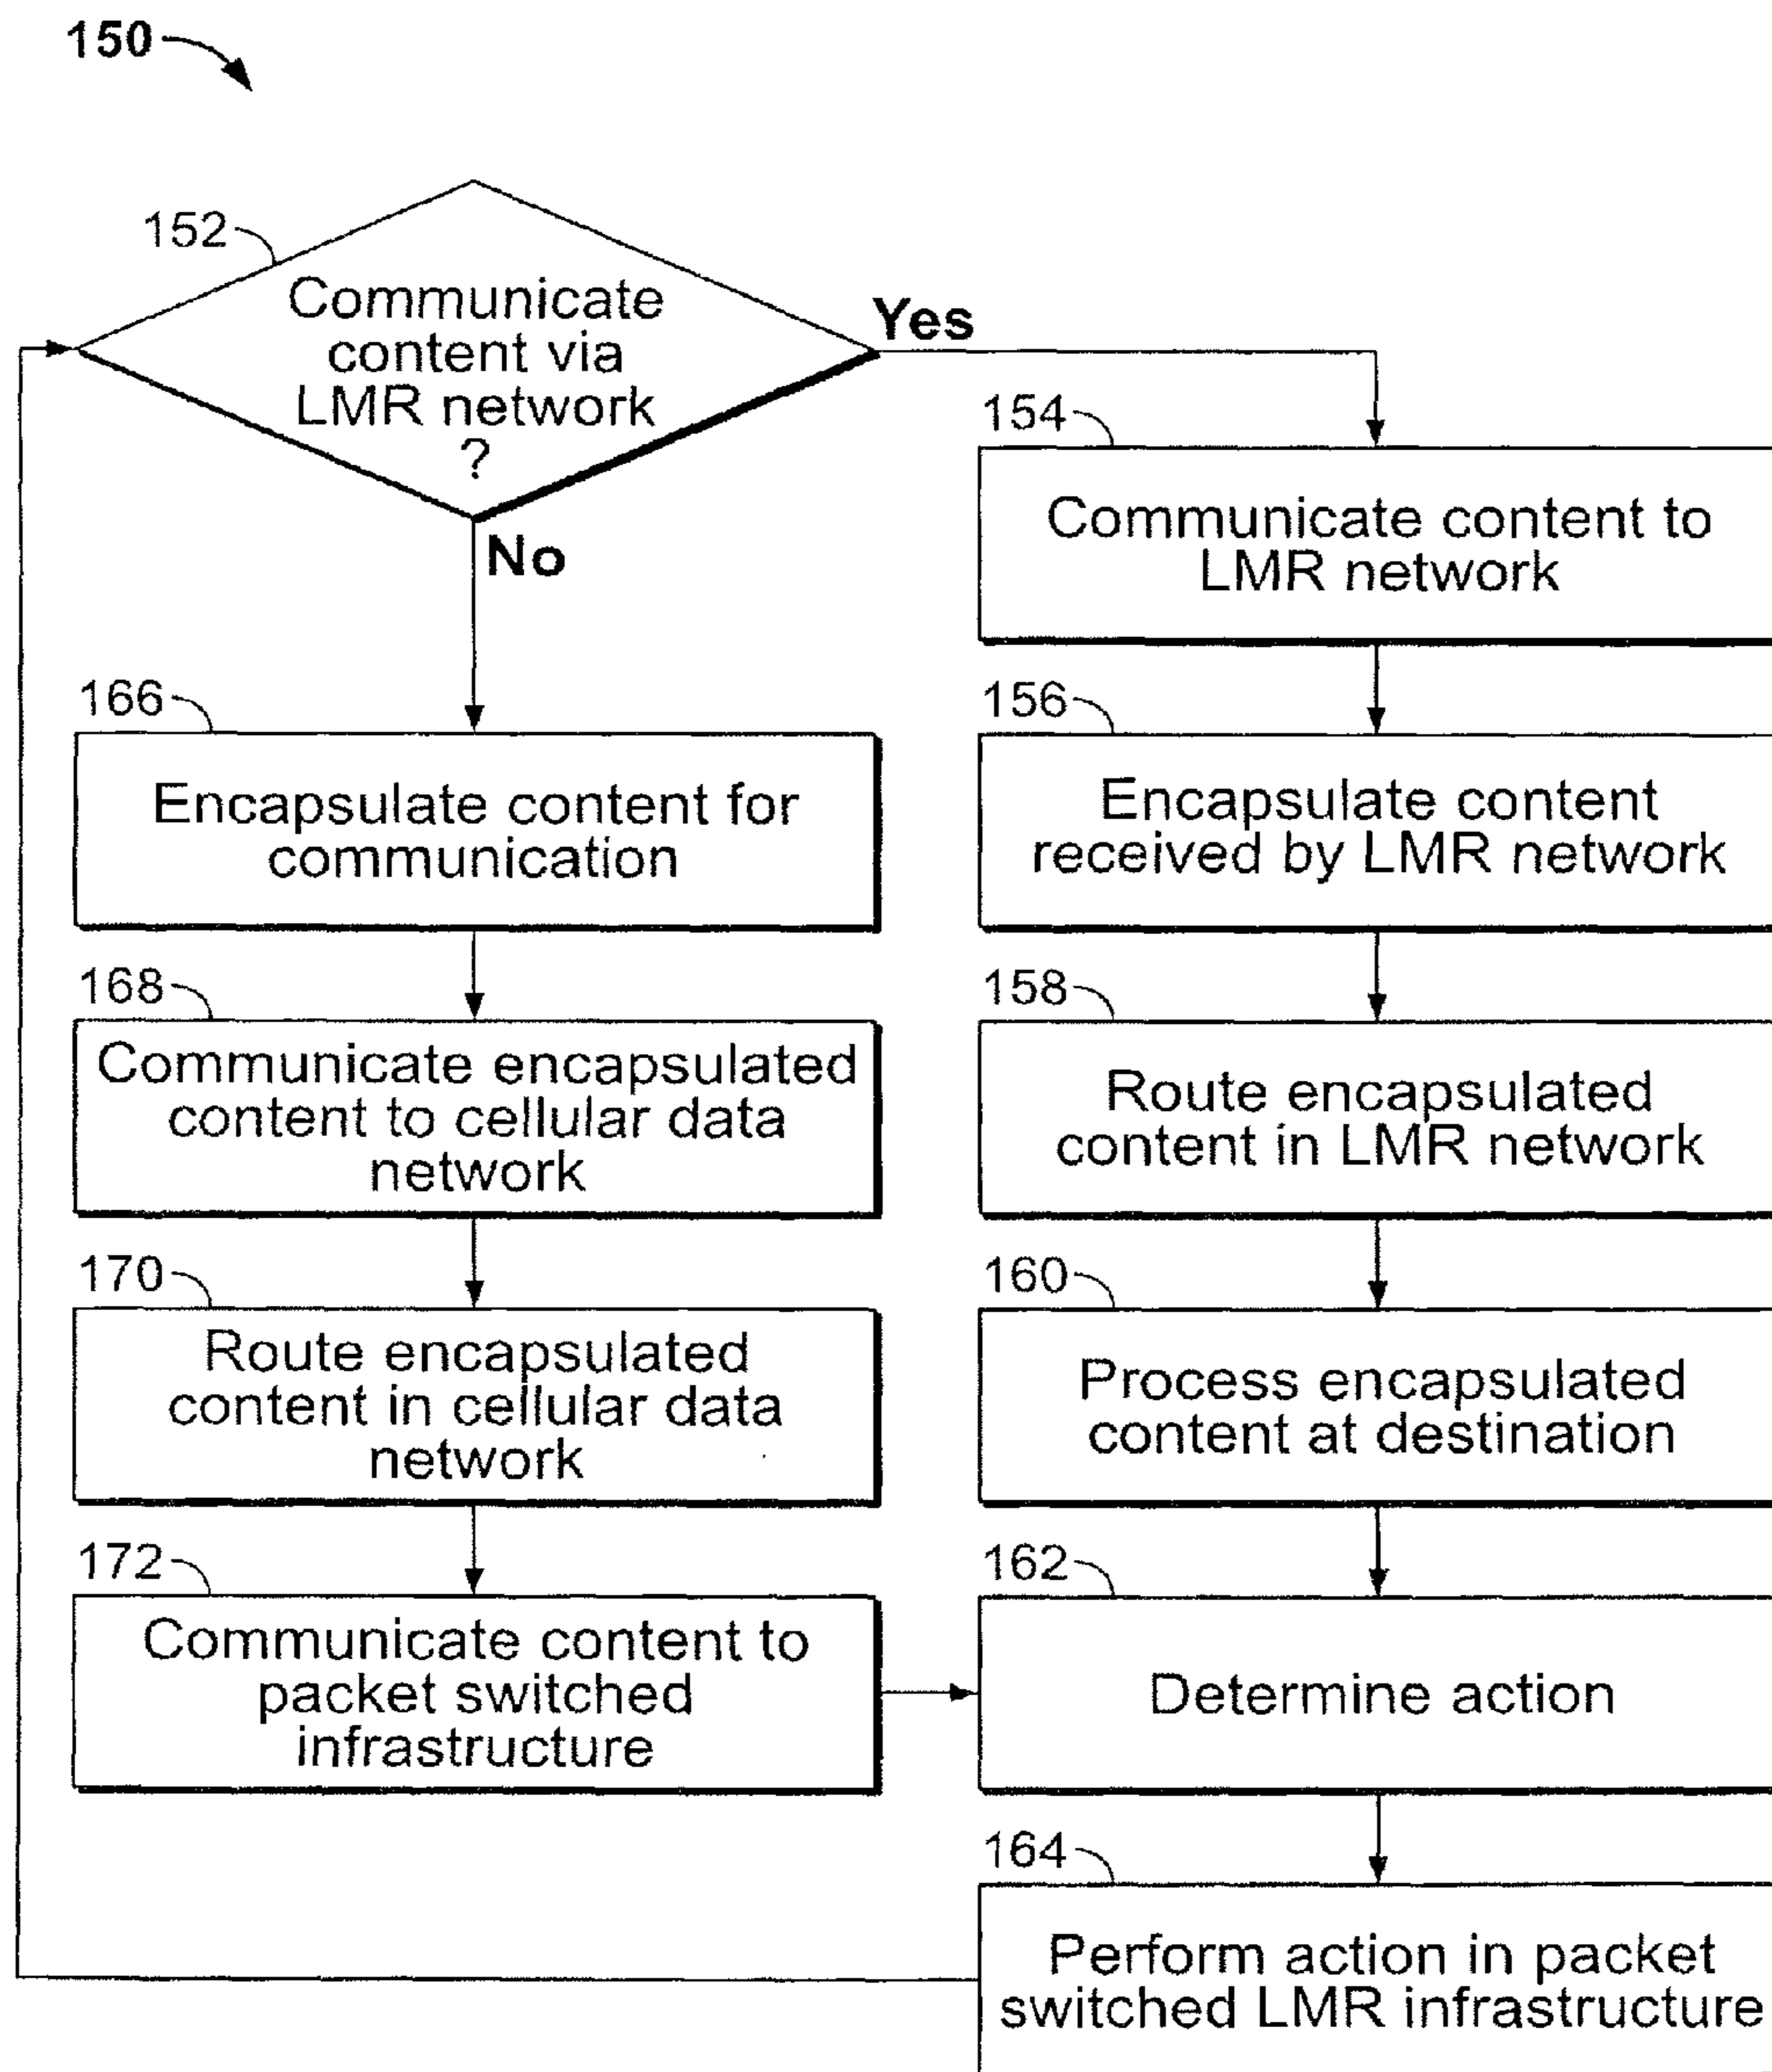 150
152
Communicate
content via
LMR network
?
Yes
No
154
Communicate content to
LMR network
166
Encapsulate content for
communication
156
Encapsulate content
received by LMR network
168
Communicate encapsulated
content to cellular data
network
158
Route encapsulated
content in LMR network
170
Route encapsulated
content in cellular data
network
160
Process encapsulated
content at destination
172
Communicate content to
packet switched
infrastructure
162
Determine action
164
Perform action in packet
switched LMR infrastructure